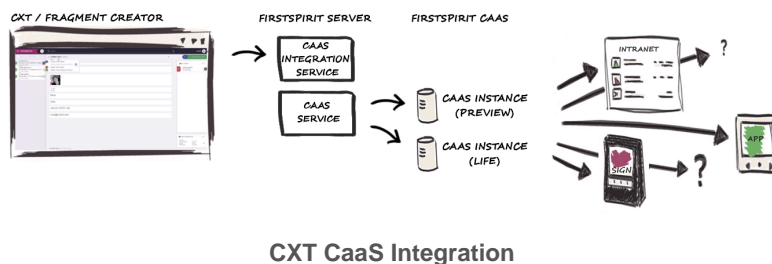 CXT / FRAGMENT CREATOR
FIRSTSPIRIT SERVER
FIRSTSPIRIT CAAS
CAAS
INTEGRATION
SERVICE
CAAS
SERVICE
CAAS INSTANCE
(PREVIEW)
CAAS INSTANCE
(LIFE)
INTRANET
?
APP
SIGN
?
CXT CaaS Integration